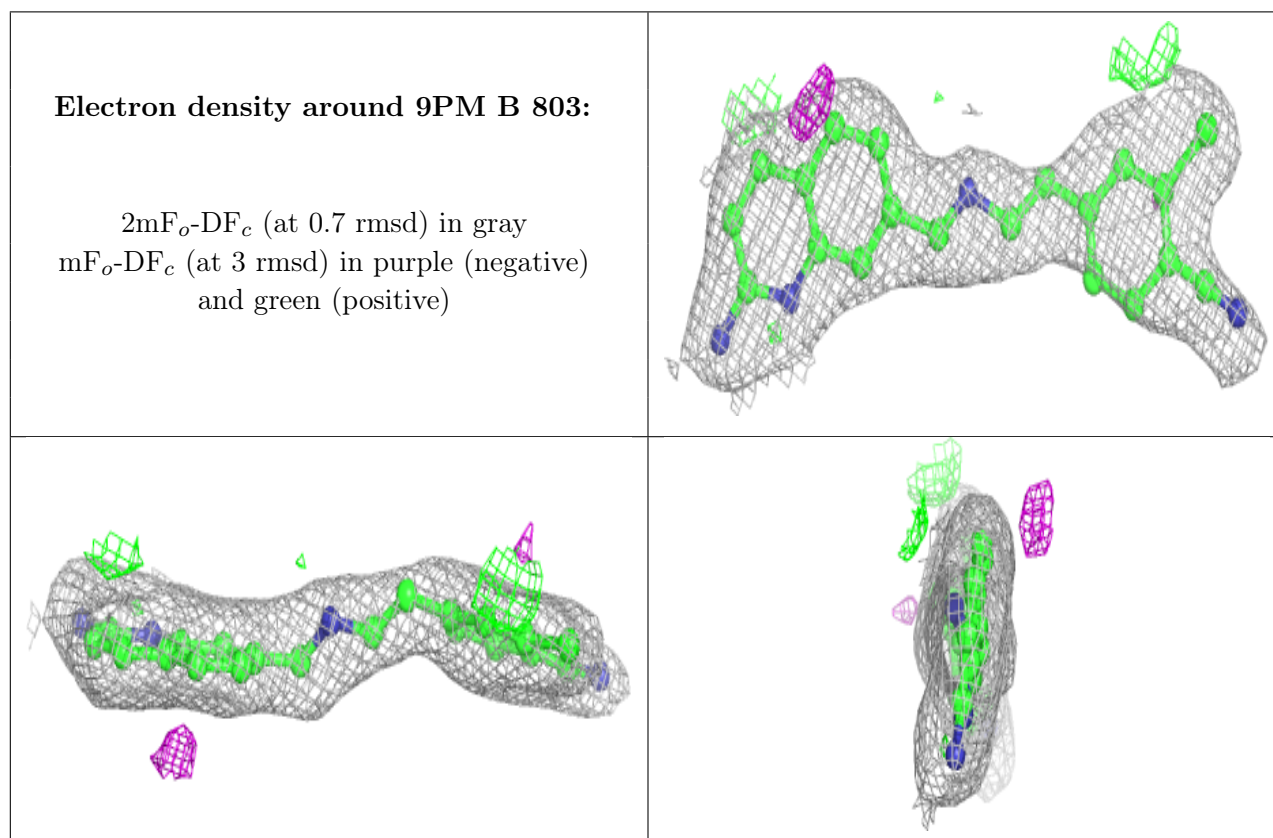 Electron density around 9PM B 803:
2mFo-DFc (at 0.7 rmsd) in gray
mFo-DFc (at 3 rmsd) in purple (negative)
and green (positive)